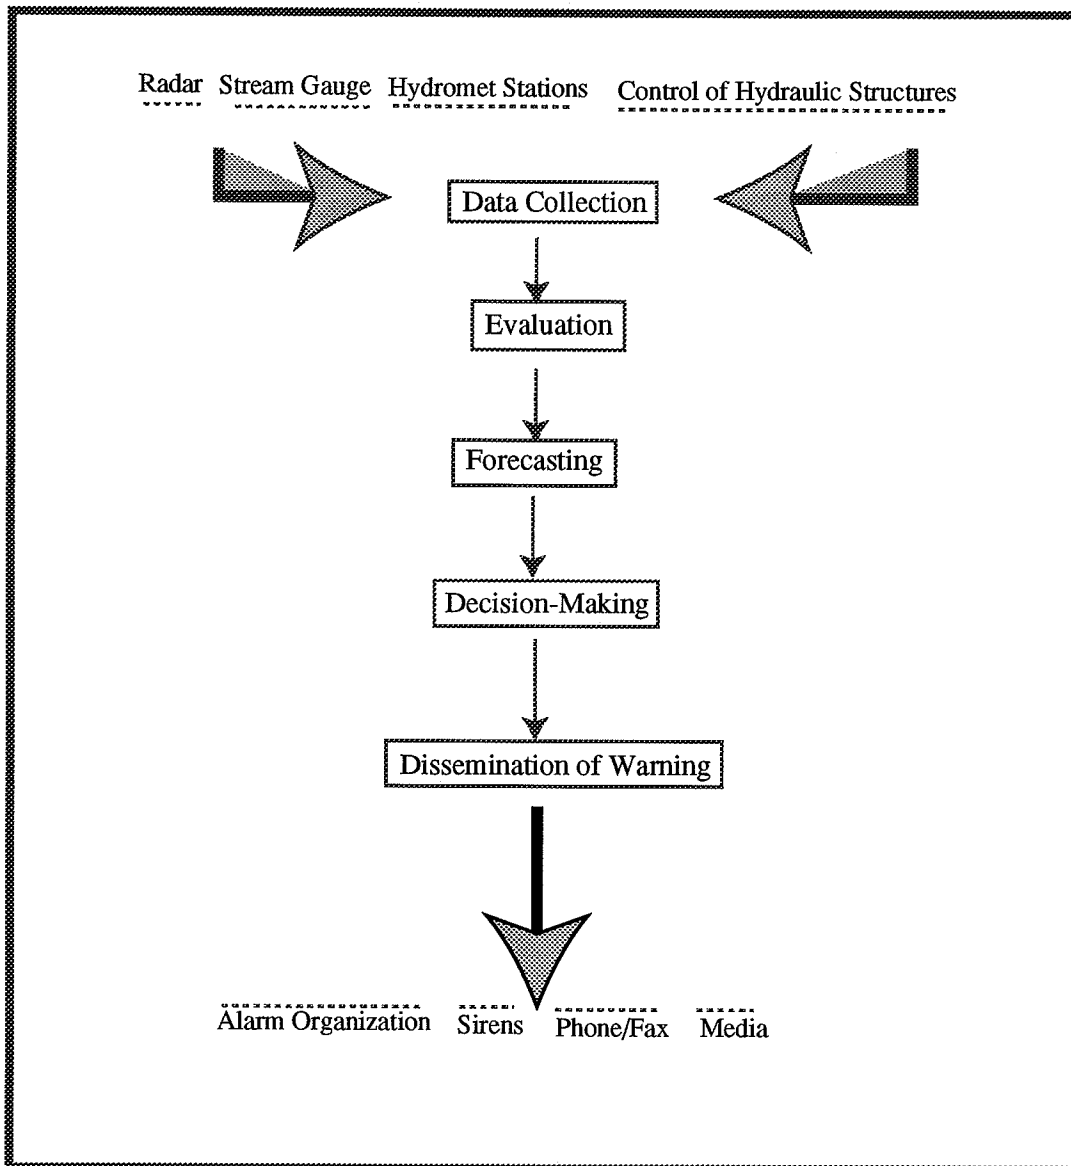 Radar Stream Gauge Hydromet Stations Control of Hydraulic Structures
Data Collection
Evaluation
Forecasting
Decision-Making
Dissemination of Warning
Alarm Organization Sirens Phone/Fax Media